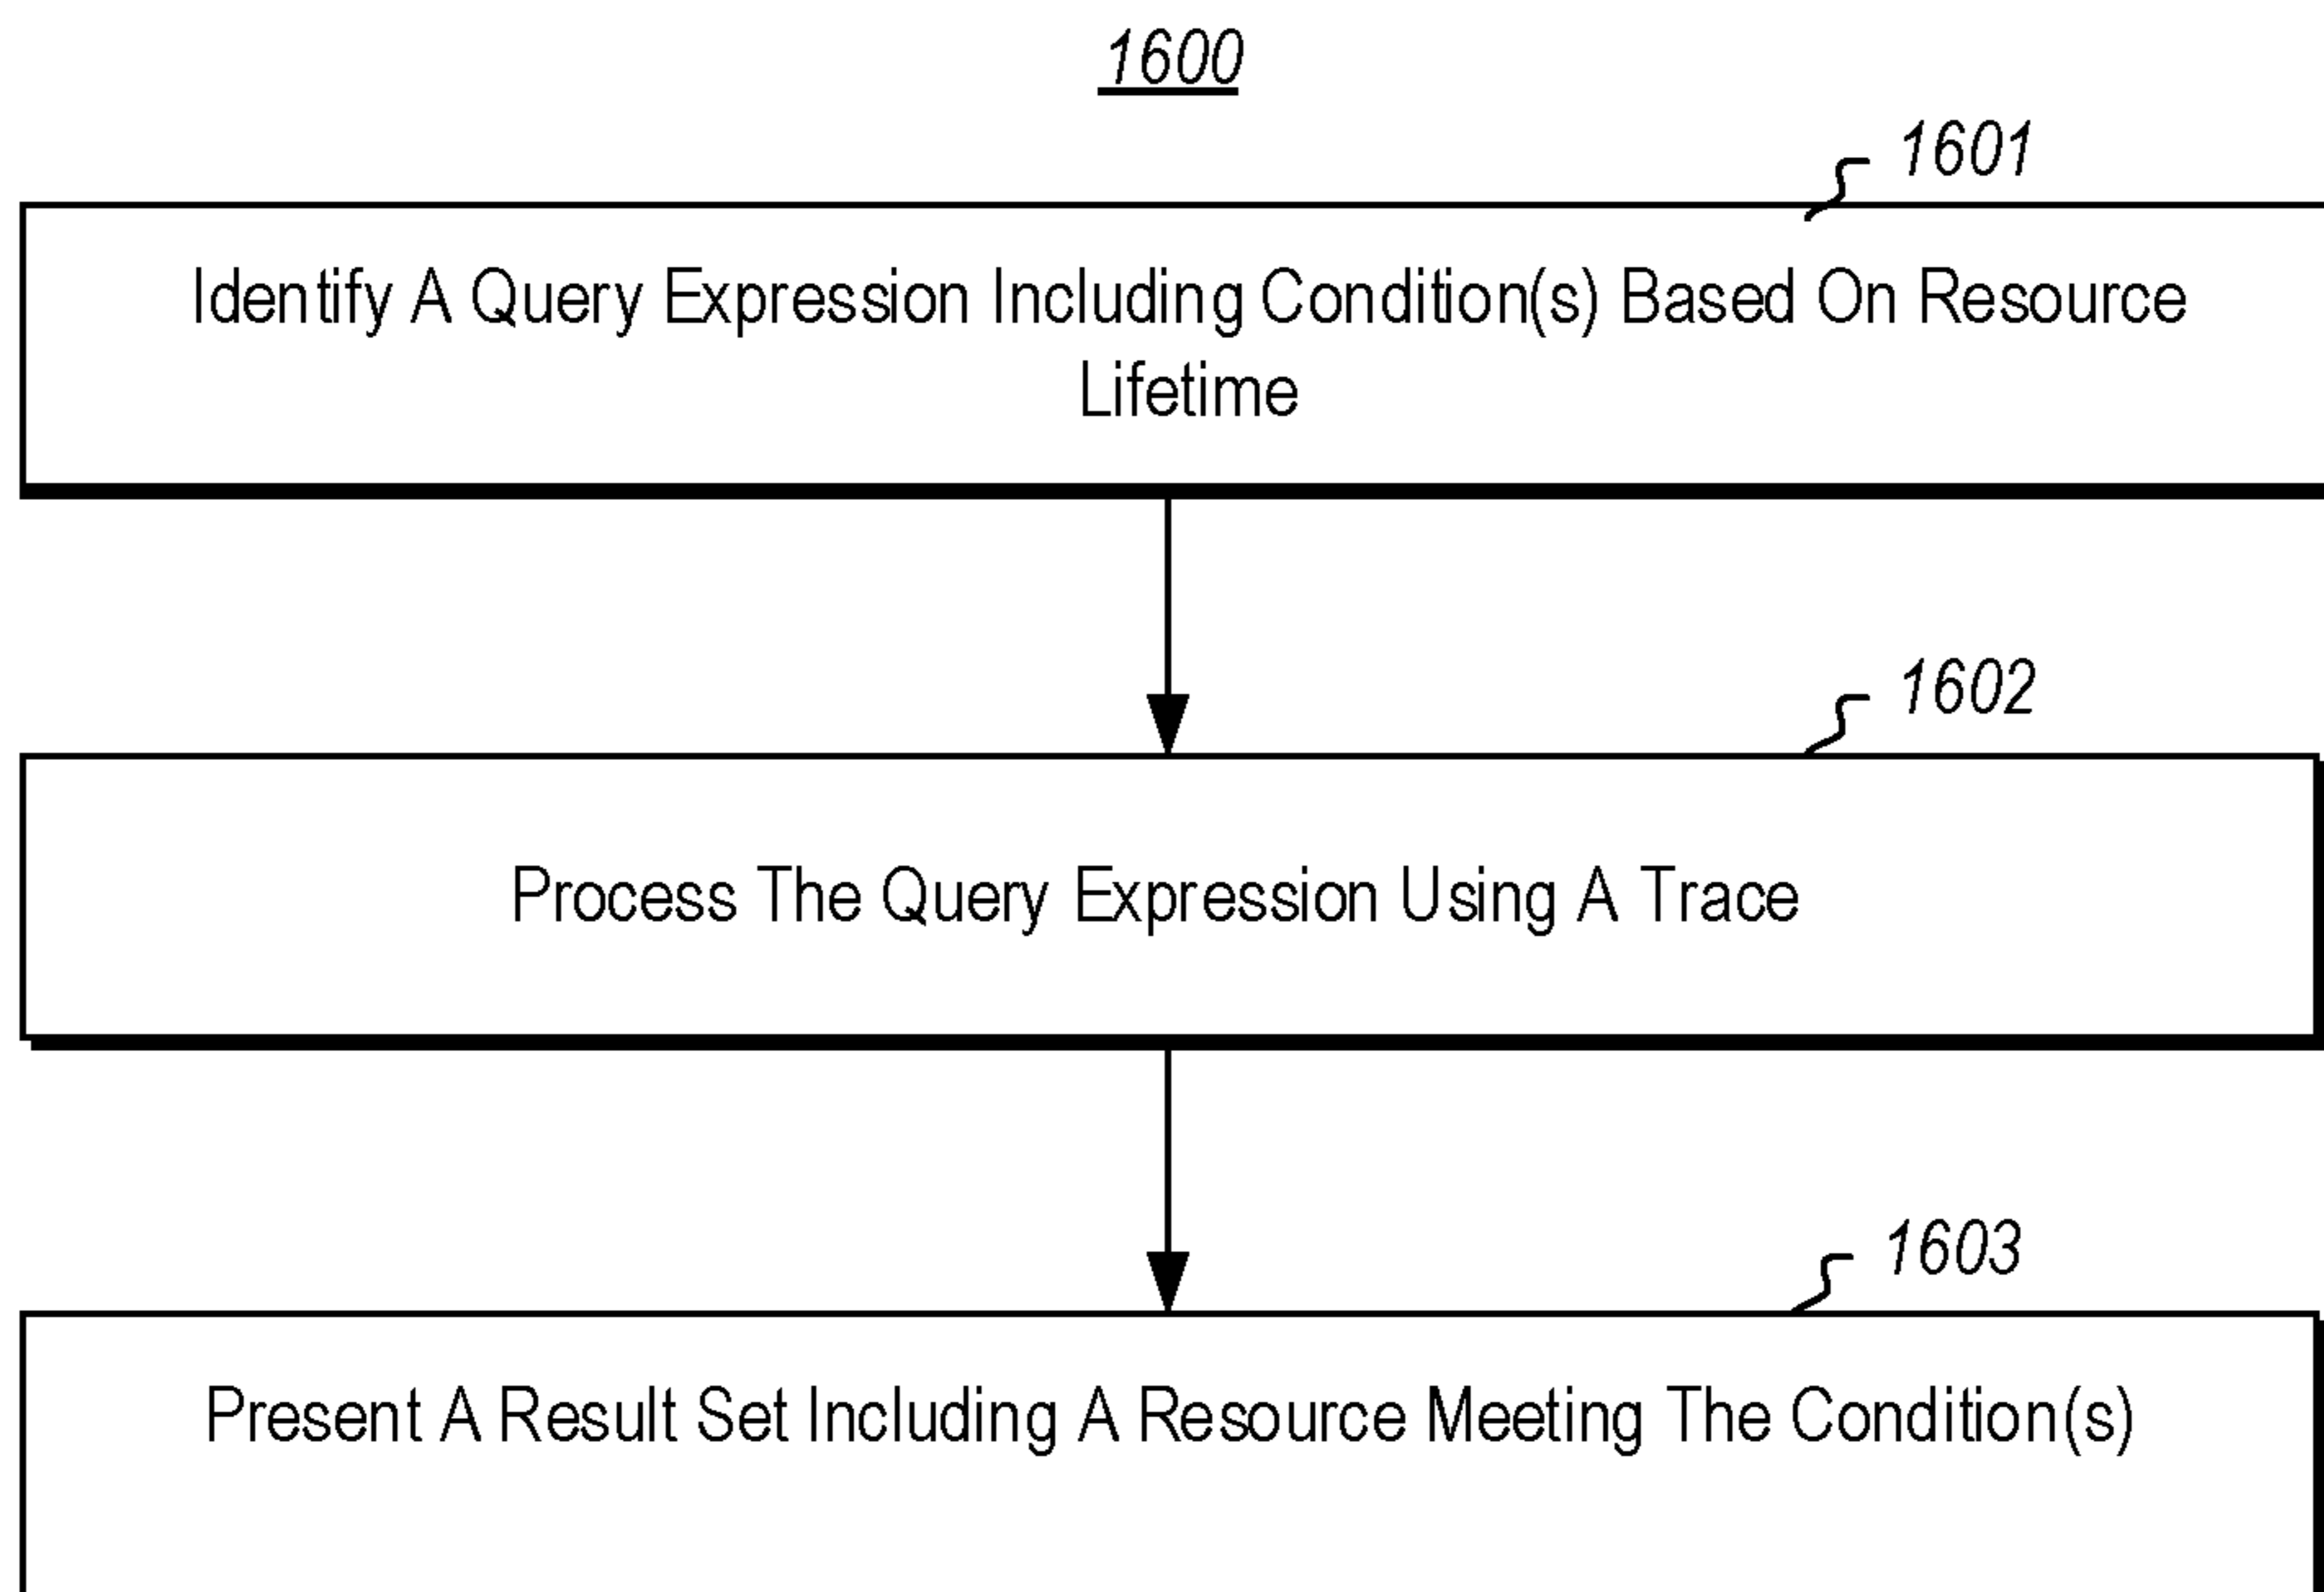 1600
1601
Identify A Query Expression Including Condition(s) Based On Resource
Lifetime
1602
Process The Query Expression Using A Trace
1603
Present A Result Set Including A Resource Meeting The Condition(s)